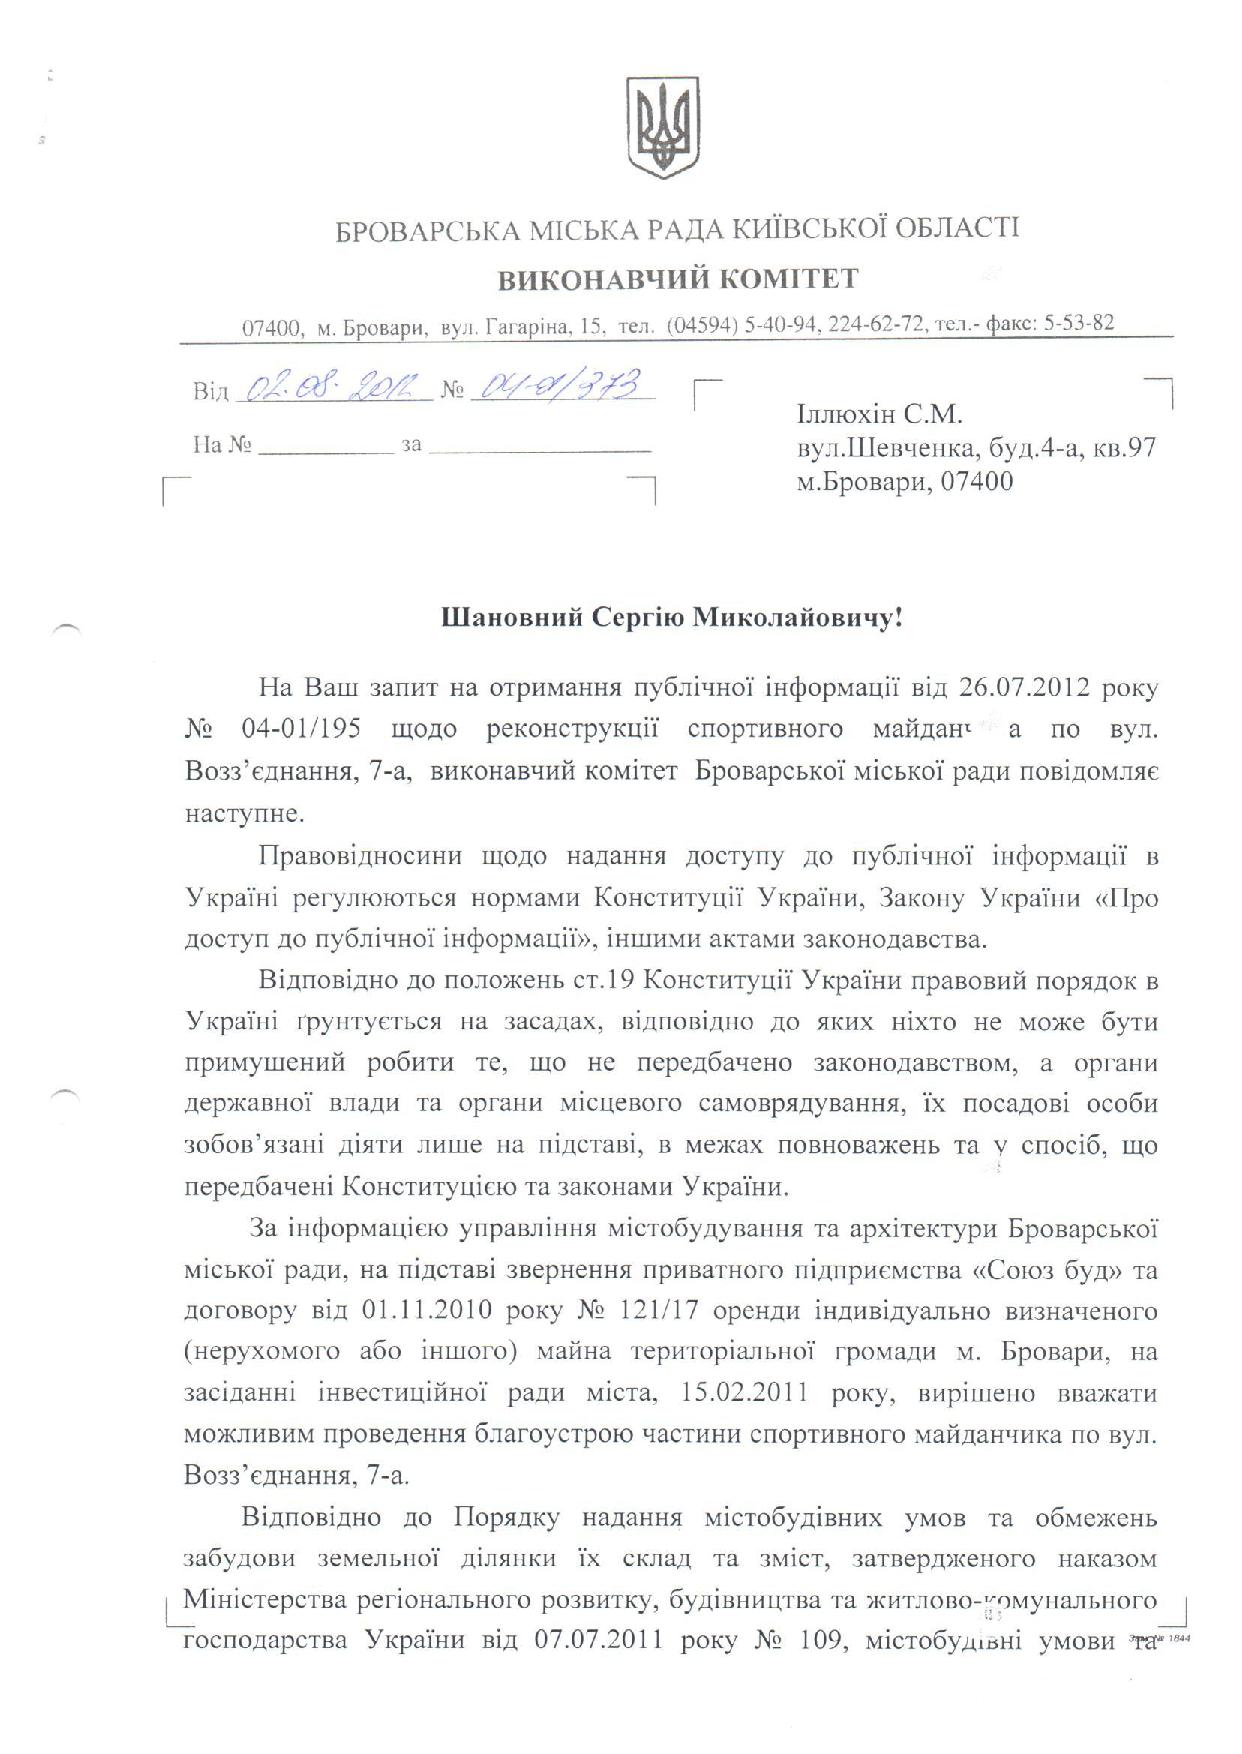 БРОВАРСЬКА МІСЬКА РАДА КИЇВСЬКОЇ ОБЛАСТІ
ВИКОНАВЧИЙ КОМІТЕТ
07400, м. Бровари, вул. Гагаріна, 15, тел. (04594) 5-40-94, 224-62-72, тел.- факс: 5-53-82
Від 02.08.2012 № 04-01/373
На № ____________ за ____________
Іллюхін С.М.
вул.Шевченка, буд.4-а, кв.97
м.Бровари, 07400
Шановний Сергію Миколайовичу!
На Ваш запит на отримання публічної інформації від 26.07.2012 року
№ 04-01/195 щодо реконструкції спортивного майдан а по вул.
Возз’єднання, 7-а, виконавчий комітет Броварської міської ради повідомляє
наступне.
Правовідносини щодо надання доступу до публічної інформації в
Україні регулюються нормами Конституції України, Закону України «Про
доступ до публічної інформації», іншими актами законодавства.
Відповідно до положень ст.19 Конституції України правовий порядок в
Україні ґрунтується на засадах, відповідно до яких ніхто не може бути
примушений робити те, що не передбачено законодавством, а органи
державної влади та органи місцевого самоврядування, їх посадові особи
зобов’язані діяти лише на підставі, в межах повноважень та у спосіб, що
передбачені Конституцією та законами України.
За інформацією управління містобудування та архітектури Броварської
міської ради, на підставі звернення приватного підприємства «Союз буд» та
договору від 01.11.2010 року № 121/17 оренди індивідуально визначеного
(нерухомого або іншого) майна територіальної громади м. Бровари, на
засіданні інвестиційної ради міста, 15.02.2011 року, вирішено вважати
можливим проведення благоустрою частини спортивного майданчика по вул.
Возз’єднання, 7-а.
Відповідно до Порядку надання містобудівних умов та обмежень
забудови земельної ділянки їх склад та зміст, затвердженого наказом
Міністерства регіонального розвитку, будівництва та житлово-комунального
господарства України від 07.07.2011 року № 109, містобудівні умови та
Зам. № 1844